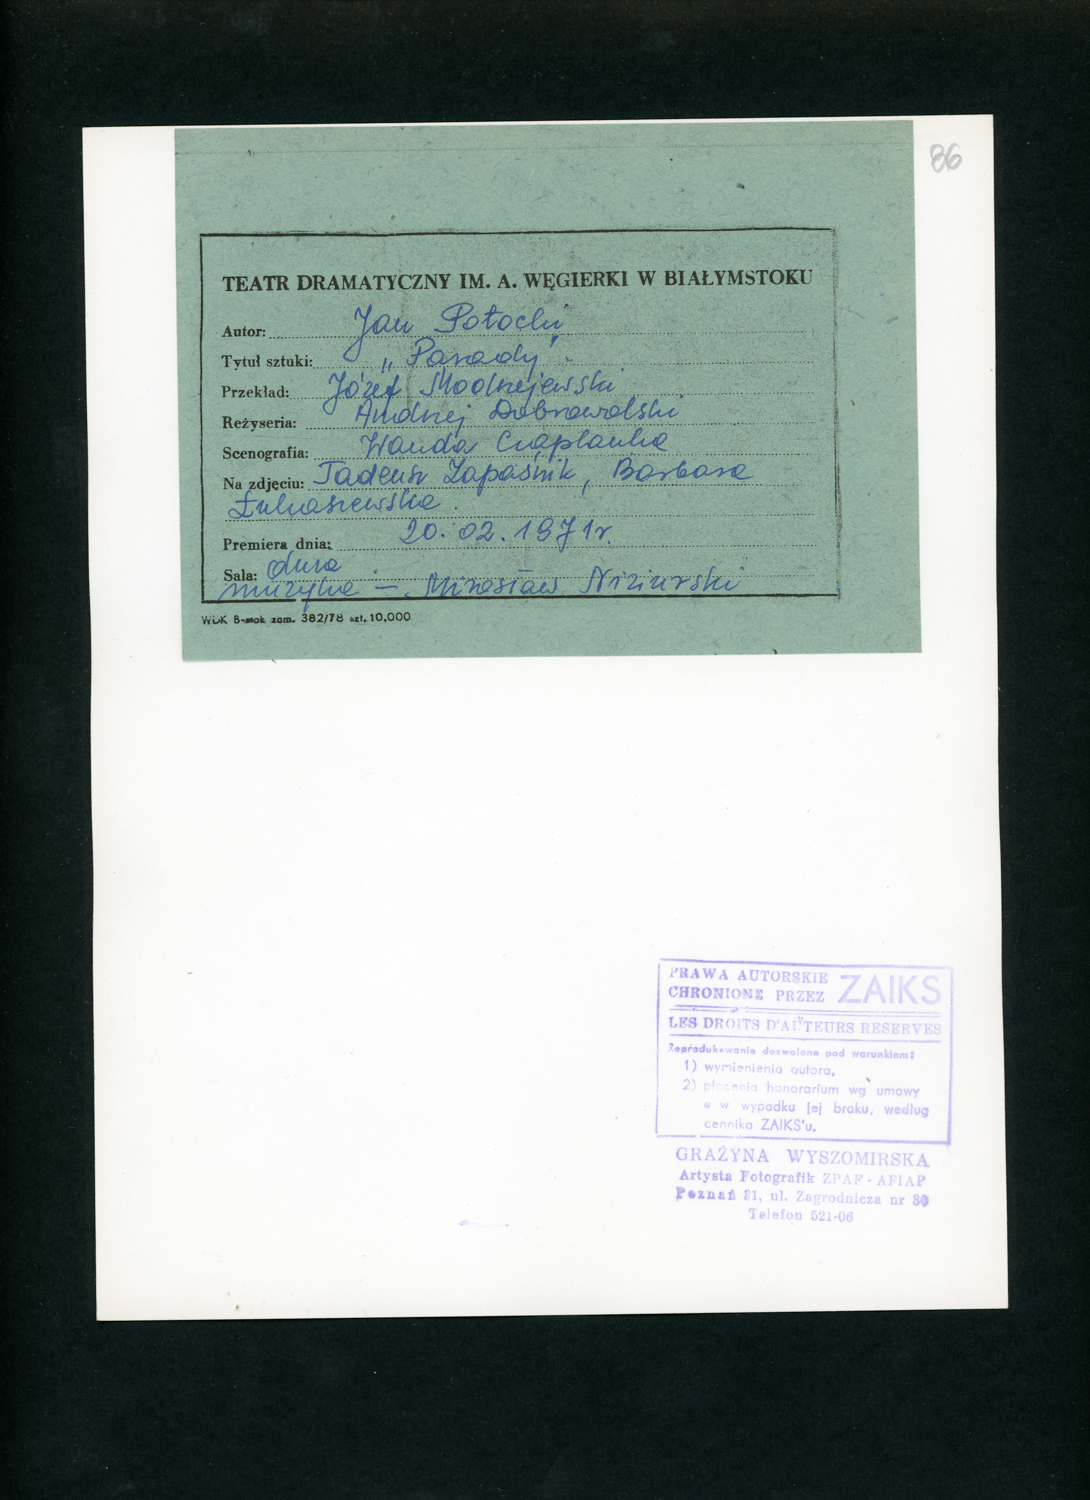 86
TEATR DRAMATYCZNY IM. A. WĘGIERKI W BIAŁYMSTOKU
Autor: Jan Potocki
Tytuł sztuki: „Parady".
Przekład: Józef Modrzejewski
Reżyseria: Andrzej Dobrowolski
Scenografia: Wanda Czaplanka
Na zdjęciu: Tadeusz Zapaśnik, Barbara
Łukaszewska.
Premiera dnia: 20.02.1971r.
Sala: duża
muzyka – Mirosław Niziurski
WDK B-stok zam. 382/78 szt. 10.000
PRAWA AUTORSKIE
CHRONIONE PRZEZ ZAIKS
LES DROITS D'AUTEURS RESERVES
Reprodukowanie dozwolone pod warunkiem:
1) wymienienia autora,
2) płacenia honorarium wg umowy
a w wypadku jej braku, według
cennika ZAIKS'u.
GRAŻYNA WYSZOMIRSKA
Artysta Fotografik ZPAF - AFIAP
Poznań 31, ul. Zagrodnicza nr 30
Telefon 521-06